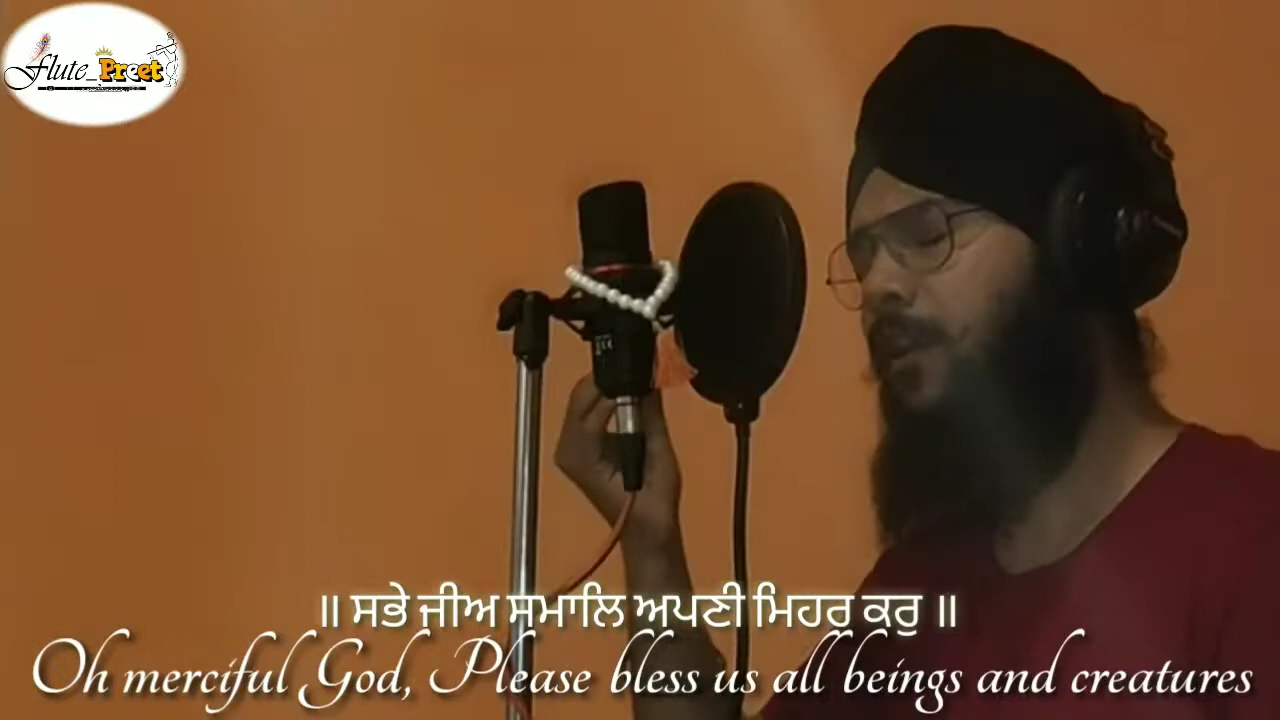 Flute_Preet
॥ ਸਭੇ ਜੀਅ ਸਮਾਲਿ ਅਪਣੀ ਮਿਹਰ ਕਰੁ ॥
Oh merciful God, Please bless us all beings and creatures